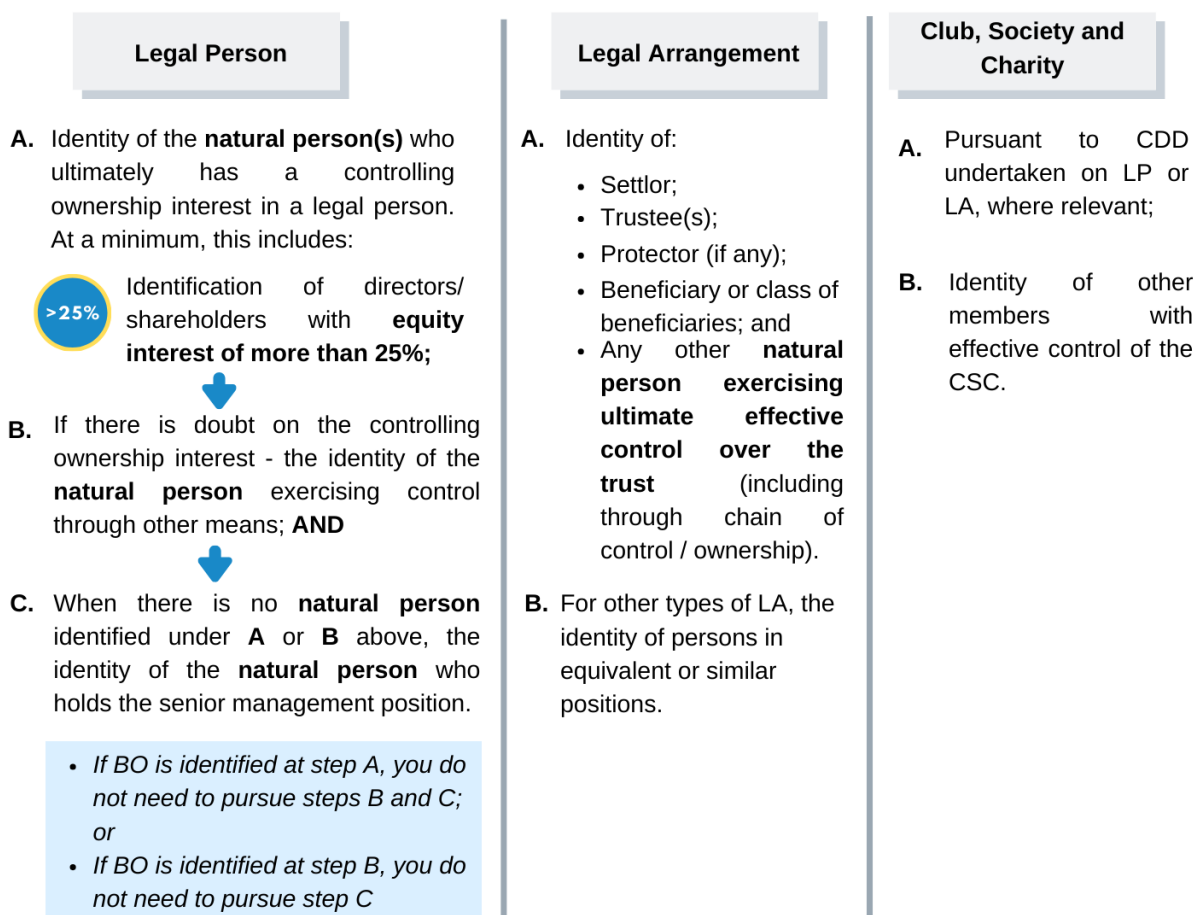 Legal Person
A. Identity of the natural person(s) who
ultimately has a controlling
ownership interest in a legal person.
At a minimum, this includes:
>25%
Identification of directors/
shareholders with equity
interest of more than 25%;
B. If there is doubt on the controlling
ownership interest - the identity of the
natural person exercising control
through other means; AND
C. When there is no natural person
identified under A or B above, the
identity of the natural person who
holds the senior management position.
• If BO is identified at step A, you do
not need to pursue steps B and C;
or
• If BO is identified at step B, you do
not need to pursue step C
Legal Arrangement
A. Identity of:
• Settlor;
• Trustee(s);
• Protector (if any);
• Beneficiary or class of
beneficiaries; and
• Any other natural
person exercising
ultimate effective
control over the
trust (including
through chain of
control / ownership).
B. For other types of LA, the
identity of persons in
equivalent or similar
positions.
Club, Society and
Charity
A. Pursuant to CDD
undertaken on LP or
LA, where relevant;
B. Identity of other
members with
effective control of the
CSC.